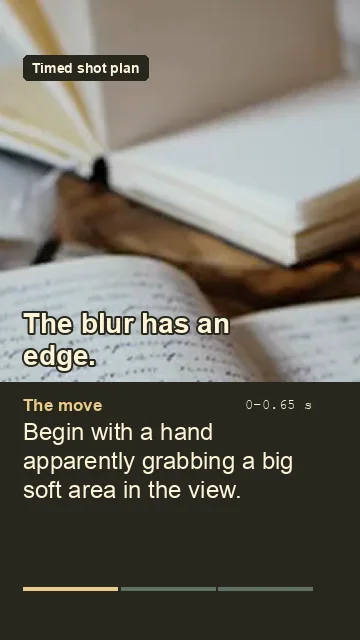 Timed shot plan
The blur has an
edge.
The move
0–0.65 s
Begin with a hand
apparently grabbing a big
soft area in the view.